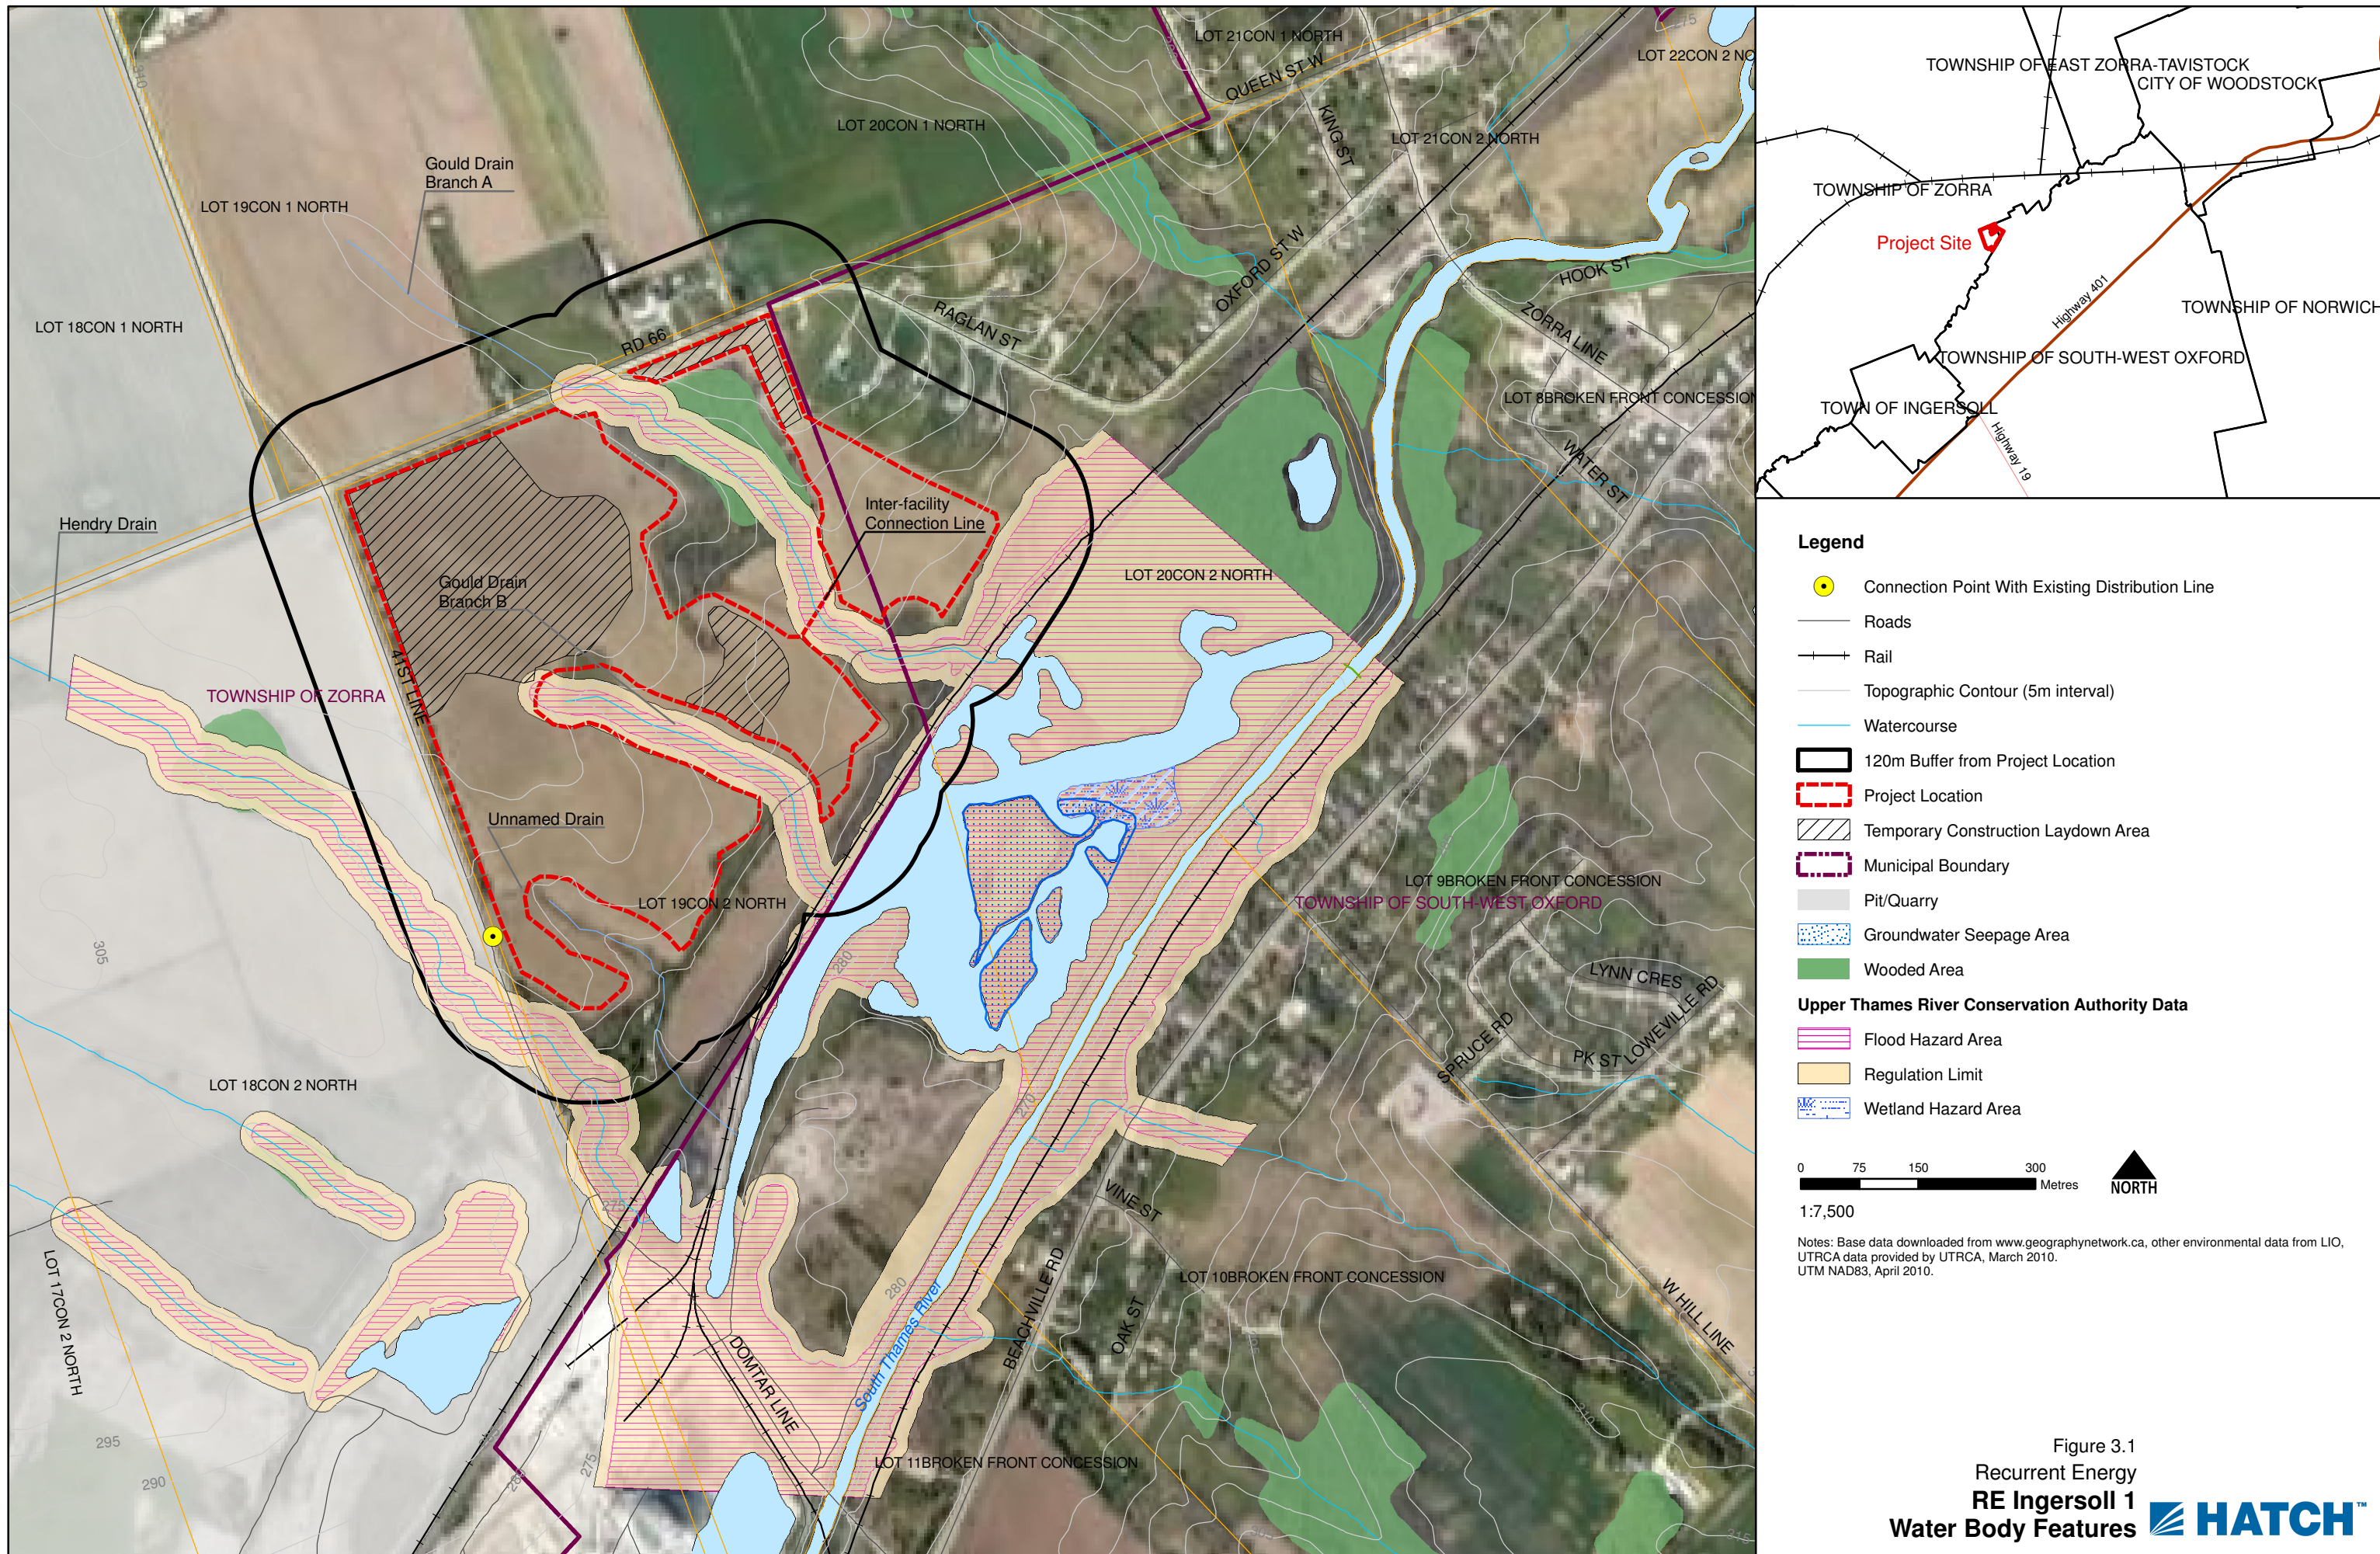 LOT 21CON 1 NORTH
275
QUEEN ST W
LOT 22CON 2 NO
310
LOT 20CON 1 NORTH
KING ST
LOT 21CON 2 NORTH
Gould Drain
Branch A
LOT 19CON 1 NORTH
OXFORD ST W
HOOK ST
RAGLAN ST
ZORRA LINE
LOT 18CON 1 NORTH
RD 66
LOT 8BROKEN FRONT CONCESSION
WATER ST
Inter-facility
Connection Line
Hendry Drain
LOT 20CON 2 NORTH
Gould Drain
Branch B
41ST LINE
TOWNSHIP OF ZORRA
Unnamed Drain
LOT 19CON 2 NORTH
LOT 9BROKEN FRONT CONCESSION
TOWNSHIP OF SOUTH-WEST OXFORD
305
280
LYNN CRES
LOWEVILLE RD
SPRUCE RD
PK ST
LOT 18CON 2 NORTH
270
275
VINE ST
LOT 17CON 2 NORTH
280
LOT 10BROKEN FRONT CONCESSION
BEACHVILLE RD
OAK ST
W HILL LINE
South Thames River
DOMTAR LINE
295
290
275
285
LOT 11BROKEN FRONT CONCESSION
310
305
315
TOWNSHIP OF EAST ZORRA-TAVISTOCK
CITY OF WOODSTOCK
TOWNSHIP OF ZORRA
Project Site
Highway 401
TOWNSHIP OF NORWICH
TOWNSHIP OF SOUTH-WEST OXFORD
TOWN OF INGERSOLL
Highway 19
Legend
Connection Point With Existing Distribution Line
Roads
Rail
Topographic Contour (5m interval)
Watercourse
120m Buffer from Project Location
Project Location
Temporary Construction Laydown Area
Municipal Boundary
Pit/Quarry
Groundwater Seepage Area
Wooded Area
Upper Thames River Conservation Authority Data
Flood Hazard Area
Regulation Limit
Wetland Hazard Area
0 75 150 300
Metres
NORTH
1:7,500
Notes: Base data downloaded from www.geographynetwork.ca, other environmental data from LIO,
UTRCA data provided by UTRCA, March 2010.
UTM NAD83, April 2010.
Figure 3.1
Recurrent Energy
RE Ingersoll 1
Water Body Features
HATCH™